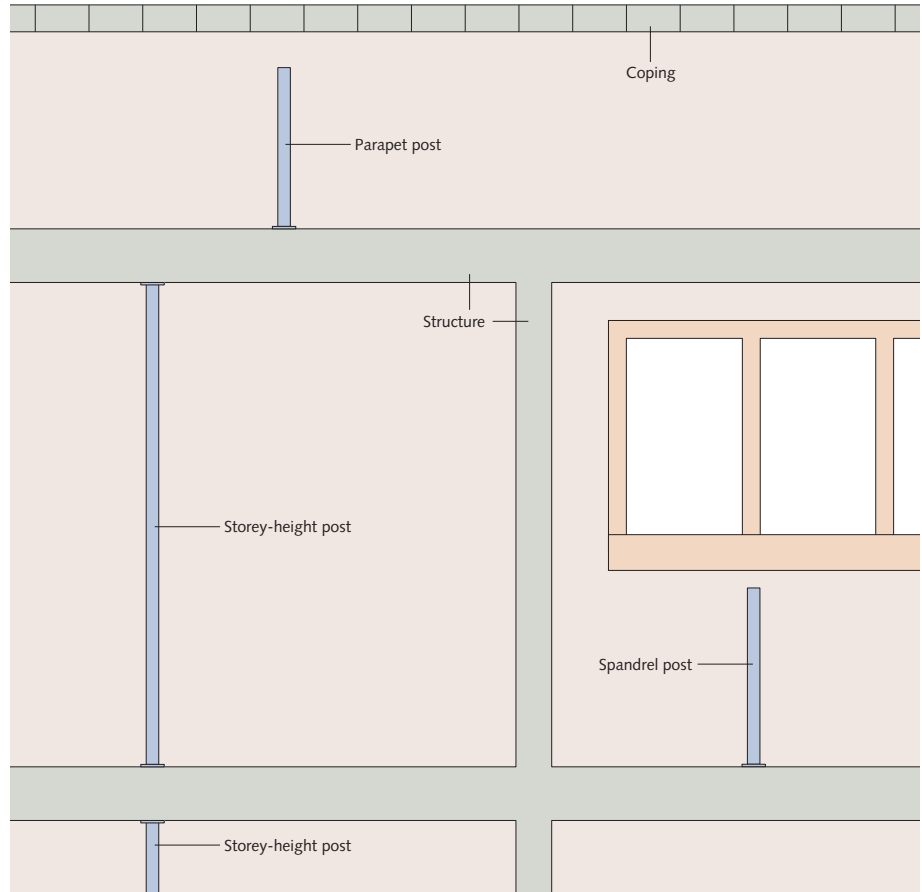 Coping
Parapet post
Structure
Storey-height post
Spandrel post
Storey-height post